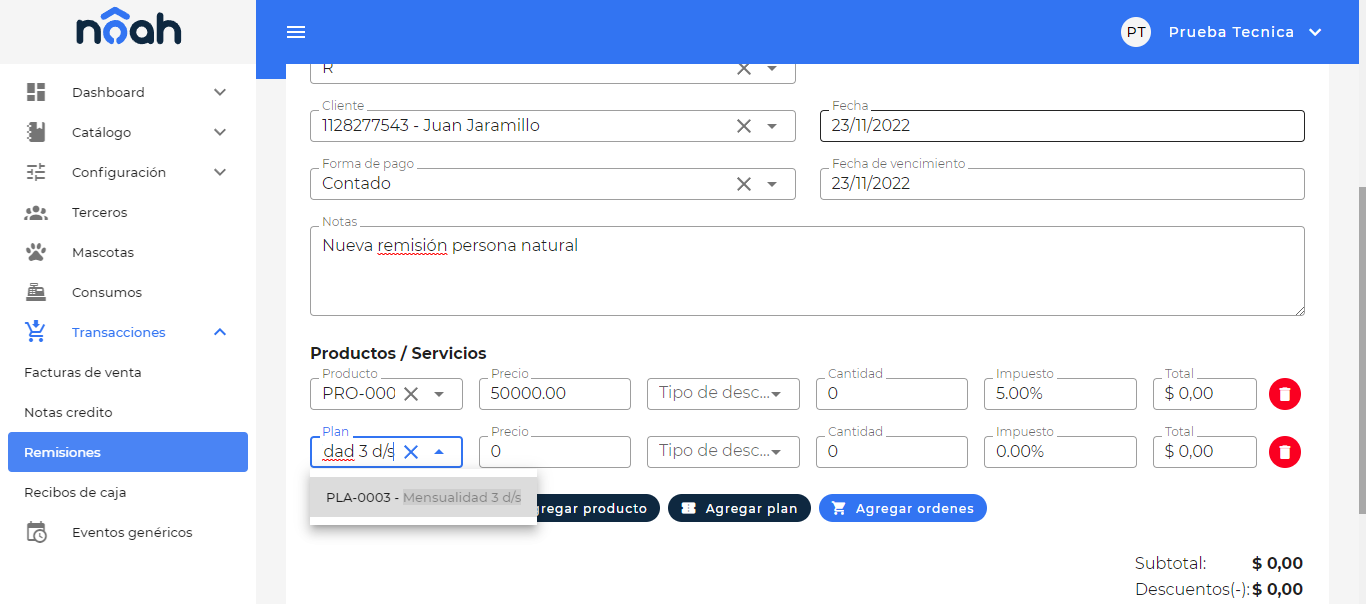 nôah
PT Prueba Tecnica
Dashboard
Catálogo
Configuración
Terceros
Mascotas
Consumos
Transacciones
Facturas de venta
Notas credito
Remisiones
Recibos de caja
Eventos genéricos
R
Cliente
1128277543 - Juan Jaramillo
Fecha
23/11/2022
Forma de pago
Contado
Fecha de vencimiento
23/11/2022
Notas
Nueva remisión persona natural
Productos / Servicios
Producto Precio Cantidad Impuesto Total
PRO-000 50000.00 Tipo de desc... 0 5.00% $ 0,00
Plan Precio Cantidad Impuesto Total
dad 3 d/s 0 Tipo de desc... 0 0.00% $ 0,00
PLA-0003 - Mensualidad 3 d/s
gregar producto Agregar plan Agregar ordenes
Subtotal: $ 0,00
Descuentos(-): $ 0,00